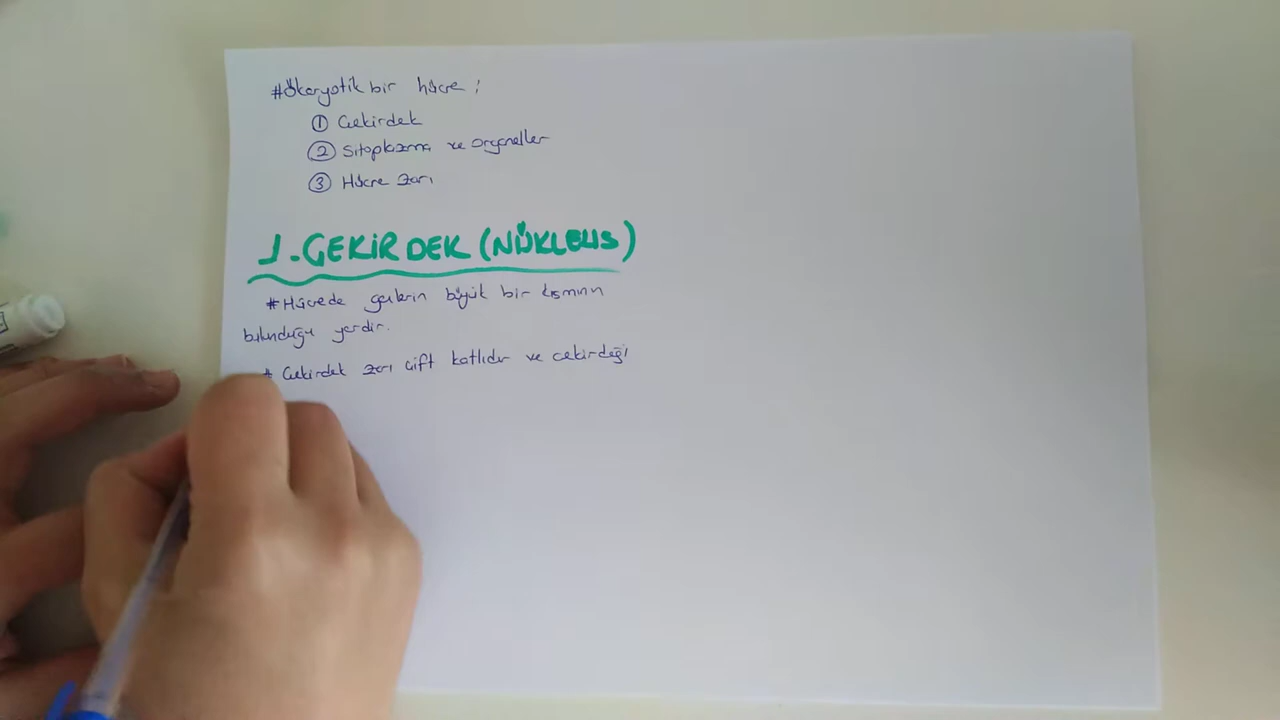 #Ökaryotik bir hücre;
① Çekirdek
② Sitoplazma ve organeller
③ Hücre zarı
1.ÇEKİRDEK (NÜKLEUS)
#Hücrede genlerin büyük bir kısmının
bulunduğu yerdir.
# Çekirdek zarı çift katlıdır ve çekirdeği